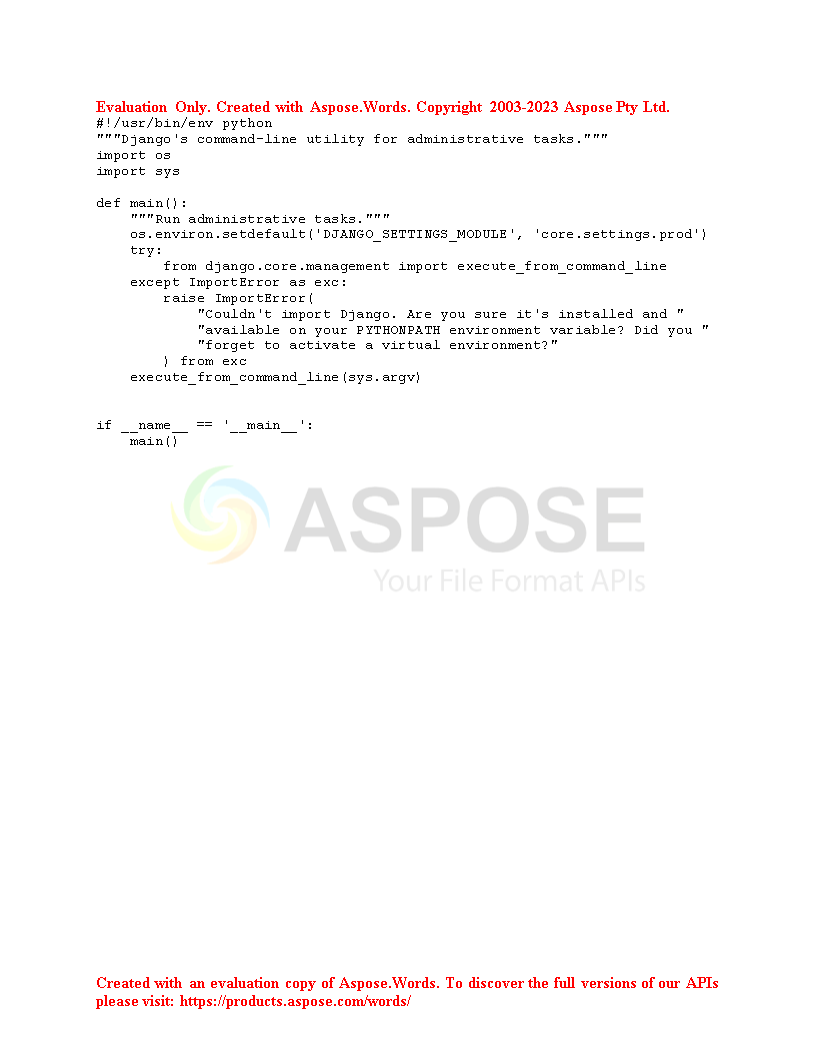 Evaluation Only. Created with Aspose.Words. Copyright 2003-2023 Aspose Pty Ltd.
#!/usr/bin/env python
"""Django's command-line utility for administrative tasks."""
import os
import sys

def main():
    """Run administrative tasks."""
    os.environ.setdefault('DJANGO_SETTINGS_MODULE', 'core.settings.prod')
    try:
        from django.core.management import execute_from_command_line
    except ImportError as exc:
        raise ImportError(
            "Couldn't import Django. Are you sure it's installed and "
            "available on your PYTHONPATH environment variable? Did you "
            "forget to activate a virtual environment?"
        ) from exc
    execute_from_command_line(sys.argv)


if __name__ == '__main__':
    main()
ASPOSE
Your File Format APIs
Created with an evaluation copy of Aspose.Words. To discover the full versions of our APIs
please visit: https://products.aspose.com/words/